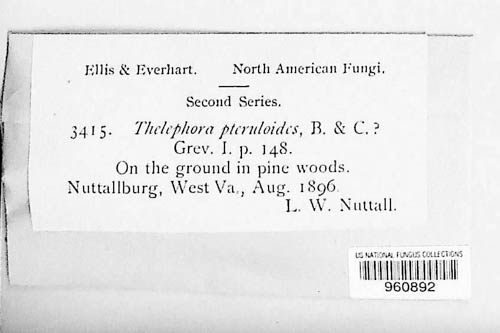 Ellis & Everhart. North American Fungi.
Second Series.
3415. Thelephora pteruloides, B. & C. ?
Grev. I. p. 148.
On the ground in pine woods.
Nuttallburg, West Va., Aug. 1896.
L. W. Nuttall.
US NATIONAL FUNGUS COLLECTIONS
960892